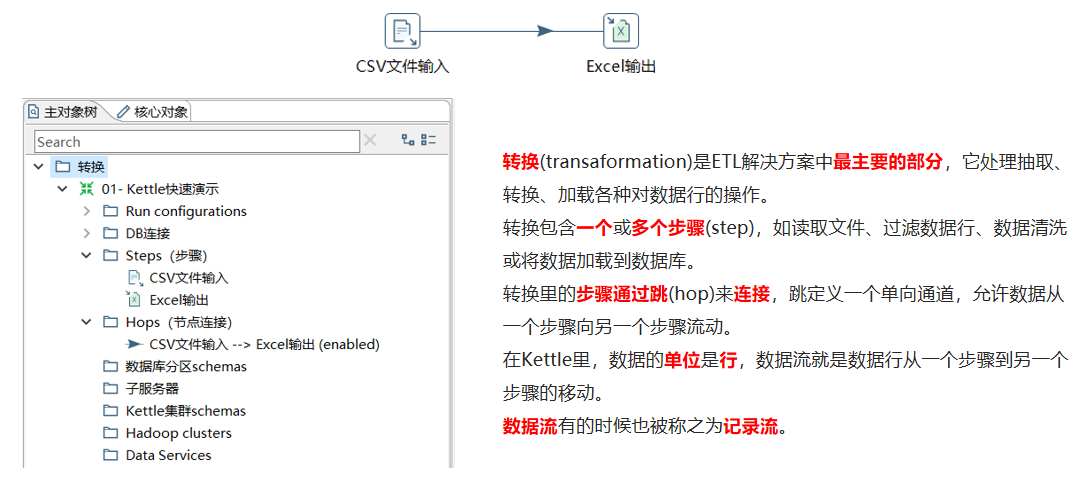 CSV文件输入
Excel输出
主对象树
核心对象
Search
转换
01- Kettle快速演示
Run configurations
DB连接
Steps（步骤）
CSV文件输入
Excel输出
Hops（节点连接）
CSV文件输入 --> Excel输出 (enabled)
数据库分区schemas
子服务器
Kettle集群schemas
Hadoop clusters
Data Services
转换(transaformation)是ETL解决方案中最主要的部分，它处理抽取、
转换、加载各种对数据行的操作。
转换包含一个或多个步骤(step)，如读取文件、过滤数据行、数据清洗
或将数据加载到数据库。
转换里的步骤通过跳(hop)来连接，跳定义一个单向通道，允许数据从
一个步骤向另一个步骤流动。
在Kettle里，数据的单位是行，数据流就是数据行从一个步骤到另一个
步骤的移动。
数据流有的时候也被称之为记录流。